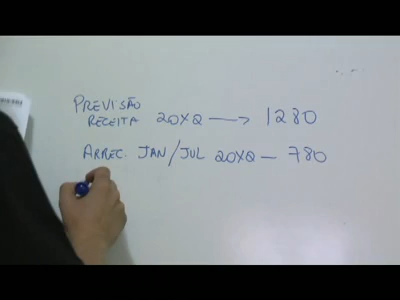 PREVISÃO
RECEITA 20X2 → 1280
ARREC. JAN/JUL 20X2 – 780